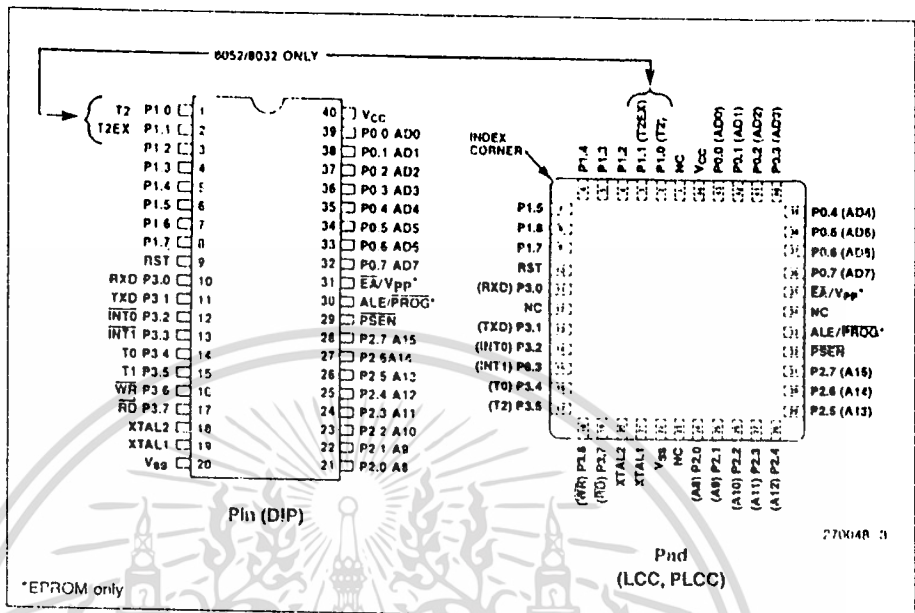 8052/8032 ONLY
T2 P1 0 1
T2EX P1.1 2
P1 2 3
P1 3 4
P1.4 5
P1.5 6
P1 6 7
P1.7 8
RST 9
RXD P3.0 10
TXD P3 1 11
INT0 P3.2 12
INT1 P3.3 13
T0 P3 4 14
T1 P3.5 15
WR P3 6 16
RD P3.7 17
XTAL2 18
XTAL1 19
VSS 20
40 VCC
39 P0 0 AD0
38 P0.1 AD1
37 P0 2 AD2
36 P0 3 AD3
35 P0 4 AD4
34 P0.5 AD5
33 P0.6 AD6
32 P0.7 AD7
31 EA/VPP*
30 ALE/PROG*
29 PSEN
28 P2.7 A15
27 P2 6 A14
26 P2 5 A13
25 P2.4 A12
24 P2.3 A11
23 P2 2 A10
22 P2 1 A9
21 P2.0 A8
Pin (DIP)
INDEX
CORNER
P1.4
P1.3
P1.2
P1.1 (T2EX)
P1.0 (T2,
NC
VCC
P0.0 (AD0)
P0.1 (AD1)
P0.2 (AD2)
P0.3 (AD3)
P1.5
P1.6
P1.7
RST
(RXD) P3.0
NC
(TXD) P3.1
(INT0) P3.2
(INT1) P3.3
(T0) P3.4
(T2) P3.5
P0.4 (AD4)
P0.5 (AD5)
P0.6 (AD6)
P0.7 (AD7)
EA/VPP*
NC
ALE/PROG*
PSEN
P2.7 (A15)
P2.6 (A14)
P2.5 (A13)
(WR) P3.6
(RD) P3.7
XTAL2
XTAL1
VSS
NC
(A8) P2.0
(A9) P2.1
(A10) P2.2
(A11) P2.3
(A12) P2.4
270048 3
Pad
(LCC, PLCC)
*EPROM only